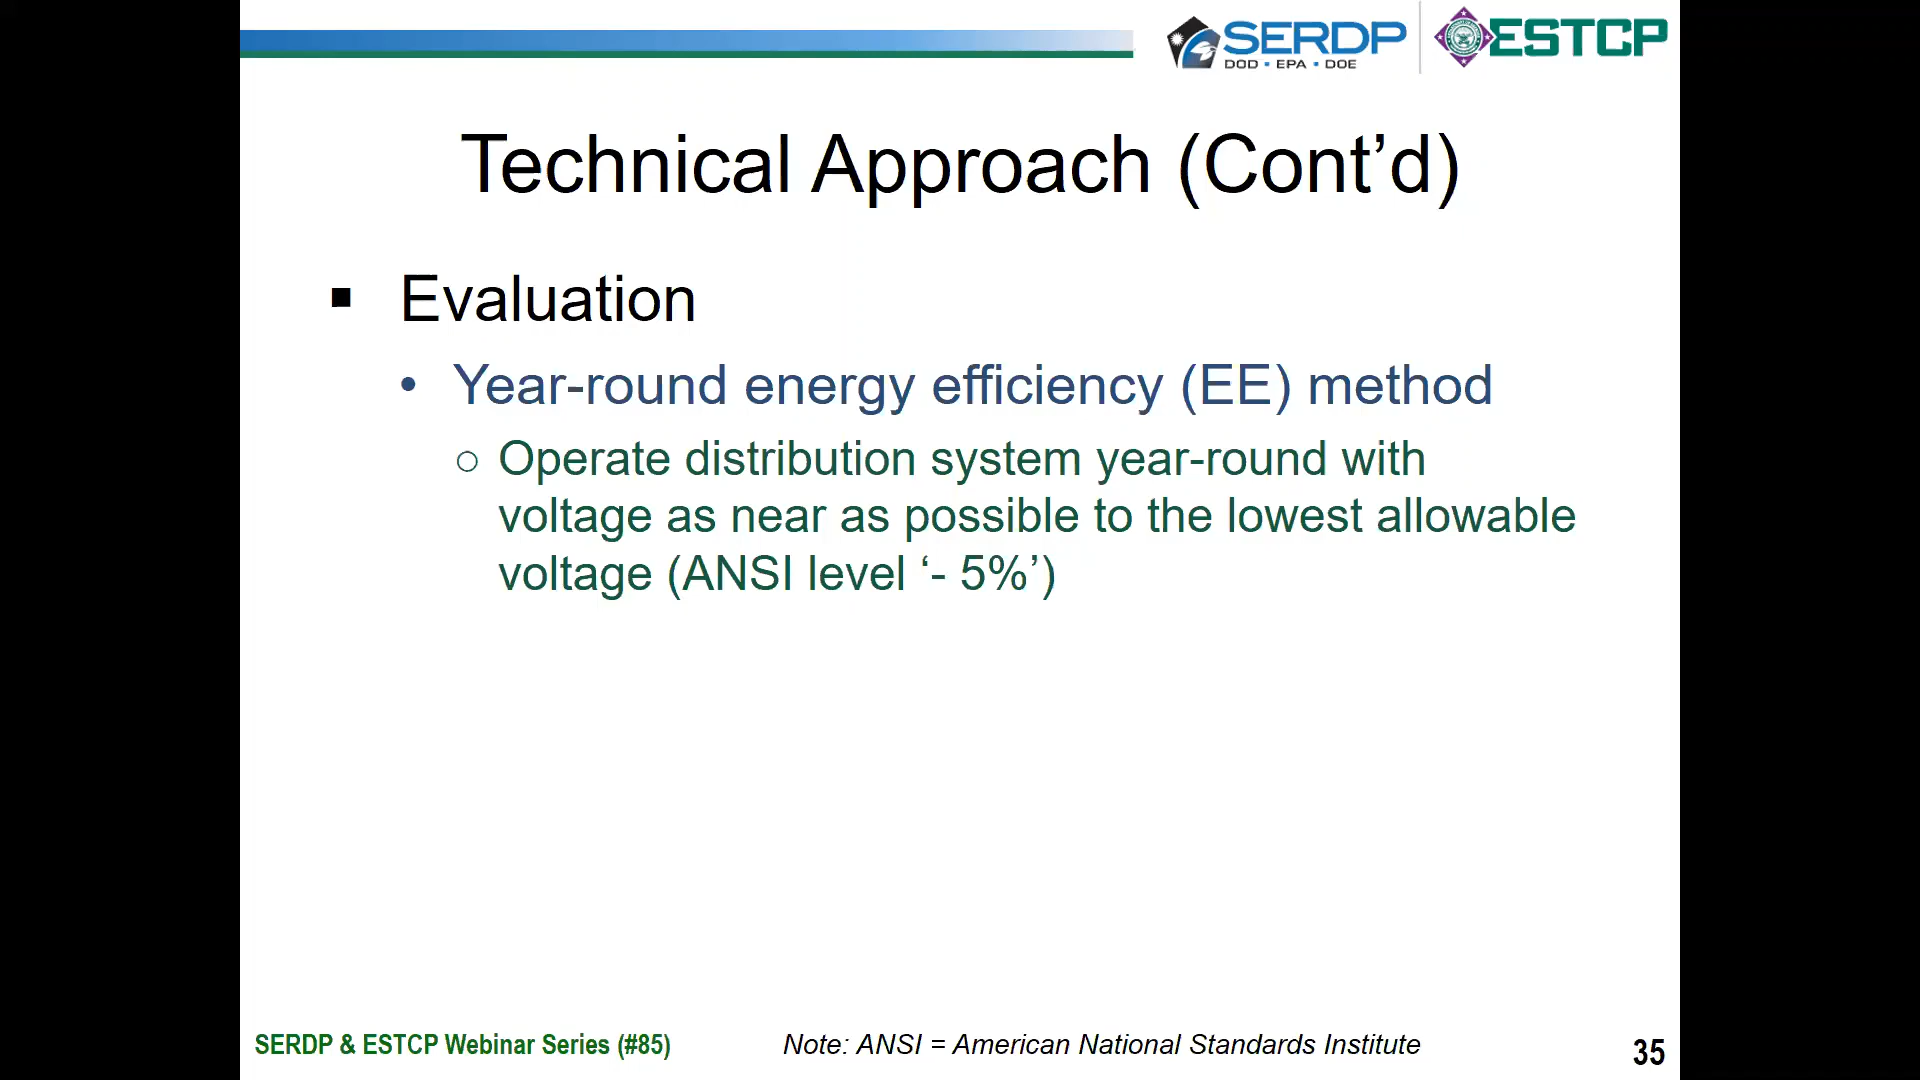 SERDP
DOD ▪ EPA ▪ DOE
ESTCP
Technical Approach (Cont’d)
▪ Evaluation
• Year-round energy efficiency (EE) method
○ Operate distribution system year-round with
voltage as near as possible to the lowest allowable
voltage (ANSI level ‘- 5%’)
SERDP & ESTCP Webinar Series (#85)
Note: ANSI = American National Standards Institute
35